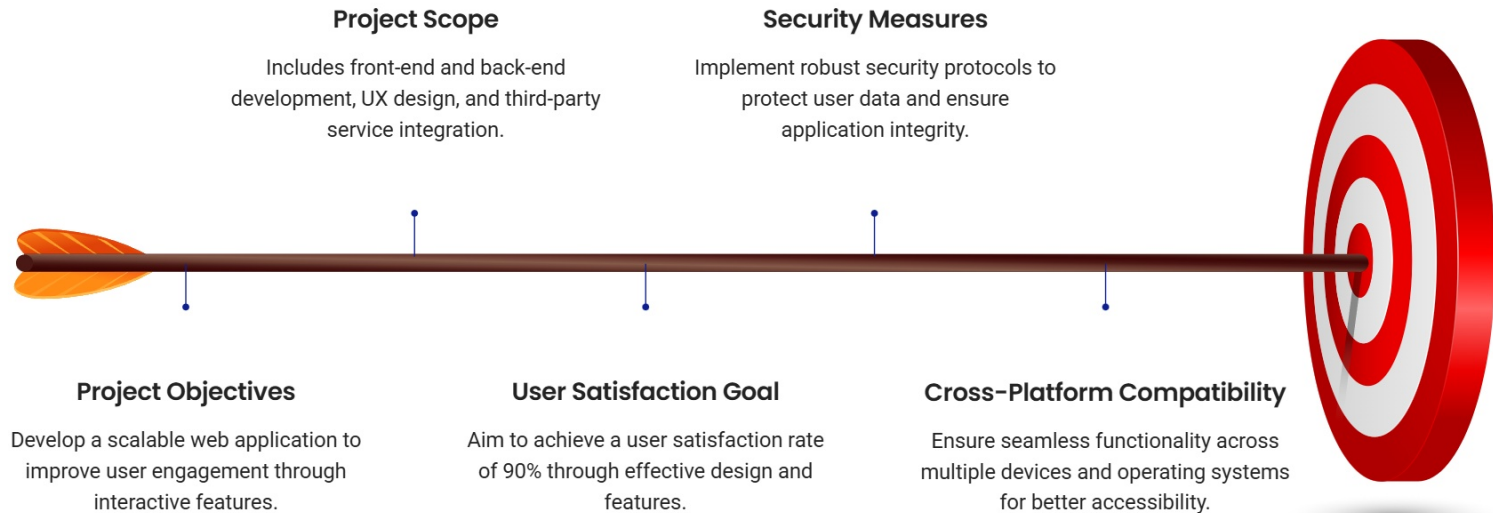 Project Scope
Includes front-end and back-end
development, UX design, and third-party
service integration.
Security Measures
Implement robust security protocols to
protect user data and ensure
application integrity.
Project Objectives
Develop a scalable web application to
improve user engagement through
interactive features.
User Satisfaction Goal
Aim to achieve a user satisfaction rate
of 90% through effective design and
features.
Cross-Platform Compatibility
Ensure seamless functionality across
multiple devices and operating systems
for better accessibility.